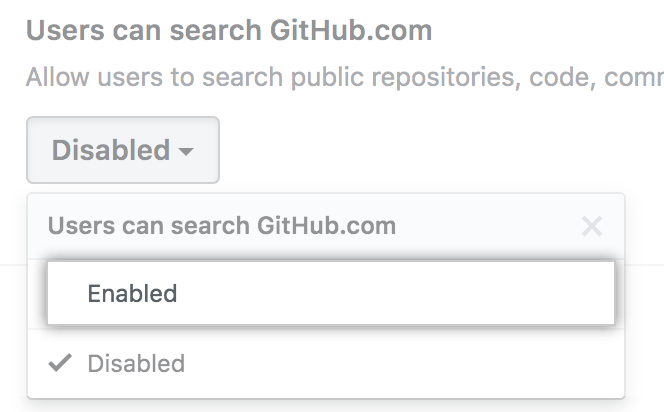 Users can search GitHub.com
Allow users to search public repositories, code, comm
Disabled
Users can search GitHub.com
Enabled
Disabled